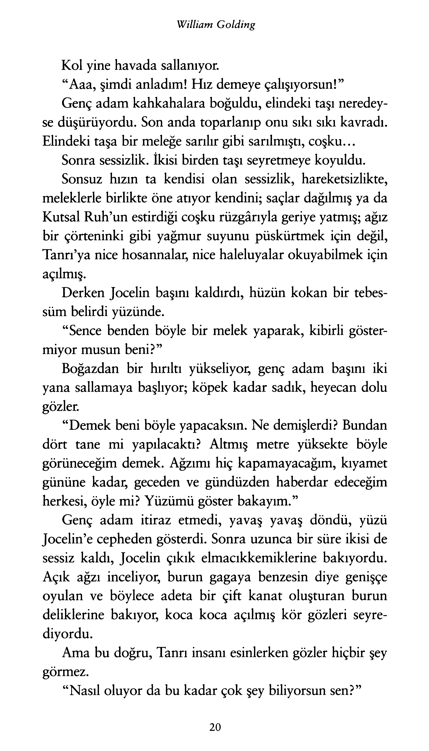 William Golding
Kol yine havada sallanıyor.
“Aaa, şimdi anladım! Hız demeye çalışıyorsun!”
Genç adam kahkahalara boğuldu, elindeki taşı neredey-
se düşürüyordu. Son anda toparlanıp onu sıkı sıkı kavradı.
Elindeki taşa bir meleğe sarılır gibi sarılmıştı, coşku...
Sonra sessizlik. İkisi birden taşı seyretmeye koyuldu.
Sonsuz hızın ta kendisi olan sessizlik, hareketsizlikte,
meleklerle birlikte öne atıyor kendini; saçlar dağılmış ya da
Kutsal Ruh’un estirdiği coşku rüzgârıyla geriye yatmış; ağız
bir çörteninki gibi yağmur suyunu püskürtmek için değil,
Tanrı’ya nice hosannalar, nice haleluyalar okuyabilmek için
açılmış.
Derken Jocelin başını kaldırdı, hüzün kokan bir tebes-
süm belirdi yüzünde.
“Sence benden böyle bir melek yaparak, kibirli göster-
miyor musun beni?”
Boğazdan bir hırıltı yükseliyor, genç adam başını iki
yana sallamaya başlıyor; köpek kadar sadık, heyecan dolu
gözler.
“Demek beni böyle yapacaksın. Ne demişlerdi? Bundan
dört tane mi yapılacaktı? Altmış metre yüksekte böyle
görüneceğim demek. Ağzımı hiç kapamayacağım, kıyamet
gününe kadar, geceden ve gündüzden haberdar edeceğim
herkesi, öyle mi? Yüzümü göster bakayım.”
Genç adam itiraz etmedi, yavaş yavaş döndü, yüzü
Jocelin’e cepheden gösterdi. Sonra uzunca bir süre ikisi de
sessiz kaldı, Jocelin çıkık elmacıkkemiklerine bakıyordu.
Açık ağzı inceliyor, burun gagaya benzesin diye genişçe
oyulan ve böylece adeta bir çift kanat oluşturan burun
deliklerine bakıyor, koca koca açılmış kör gözleri seyre-
diyordu.
Ama bu doğru, Tanrı insanı esinlerken gözler hiçbir şey
görmez.
“Nasıl oluyor da bu kadar çok şey biliyorsun sen?”
20